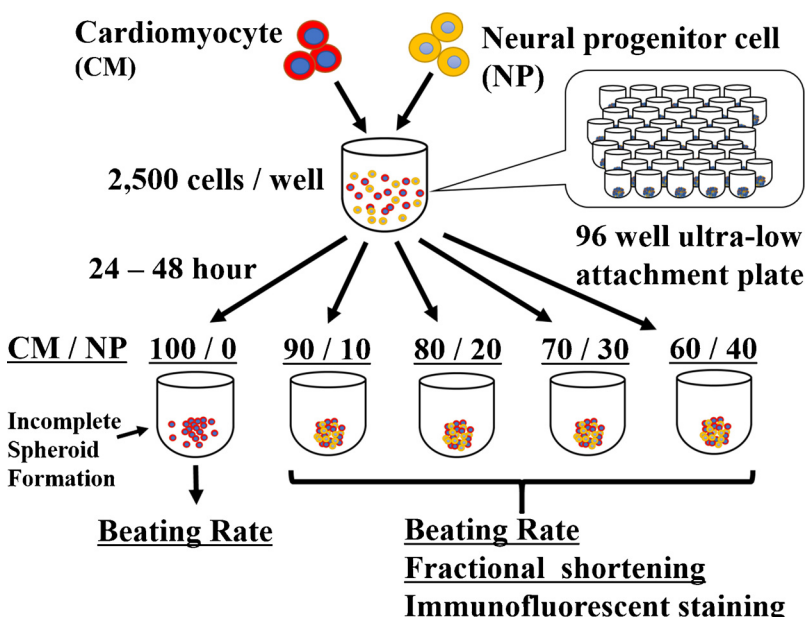 Cardiomyocyte
(CM)
Neural progenitor cell
(NP)
2,500 cells / well
96 well ultra-low
attachment plate
24 – 48 hour
CM / NP 100 / 0 90 / 10 80 / 20 70 / 30 60 / 40
Incomplete
Spheroid
Formation
Beating Rate
Beating Rate
Fractional shortening
Immunofluorescent staining